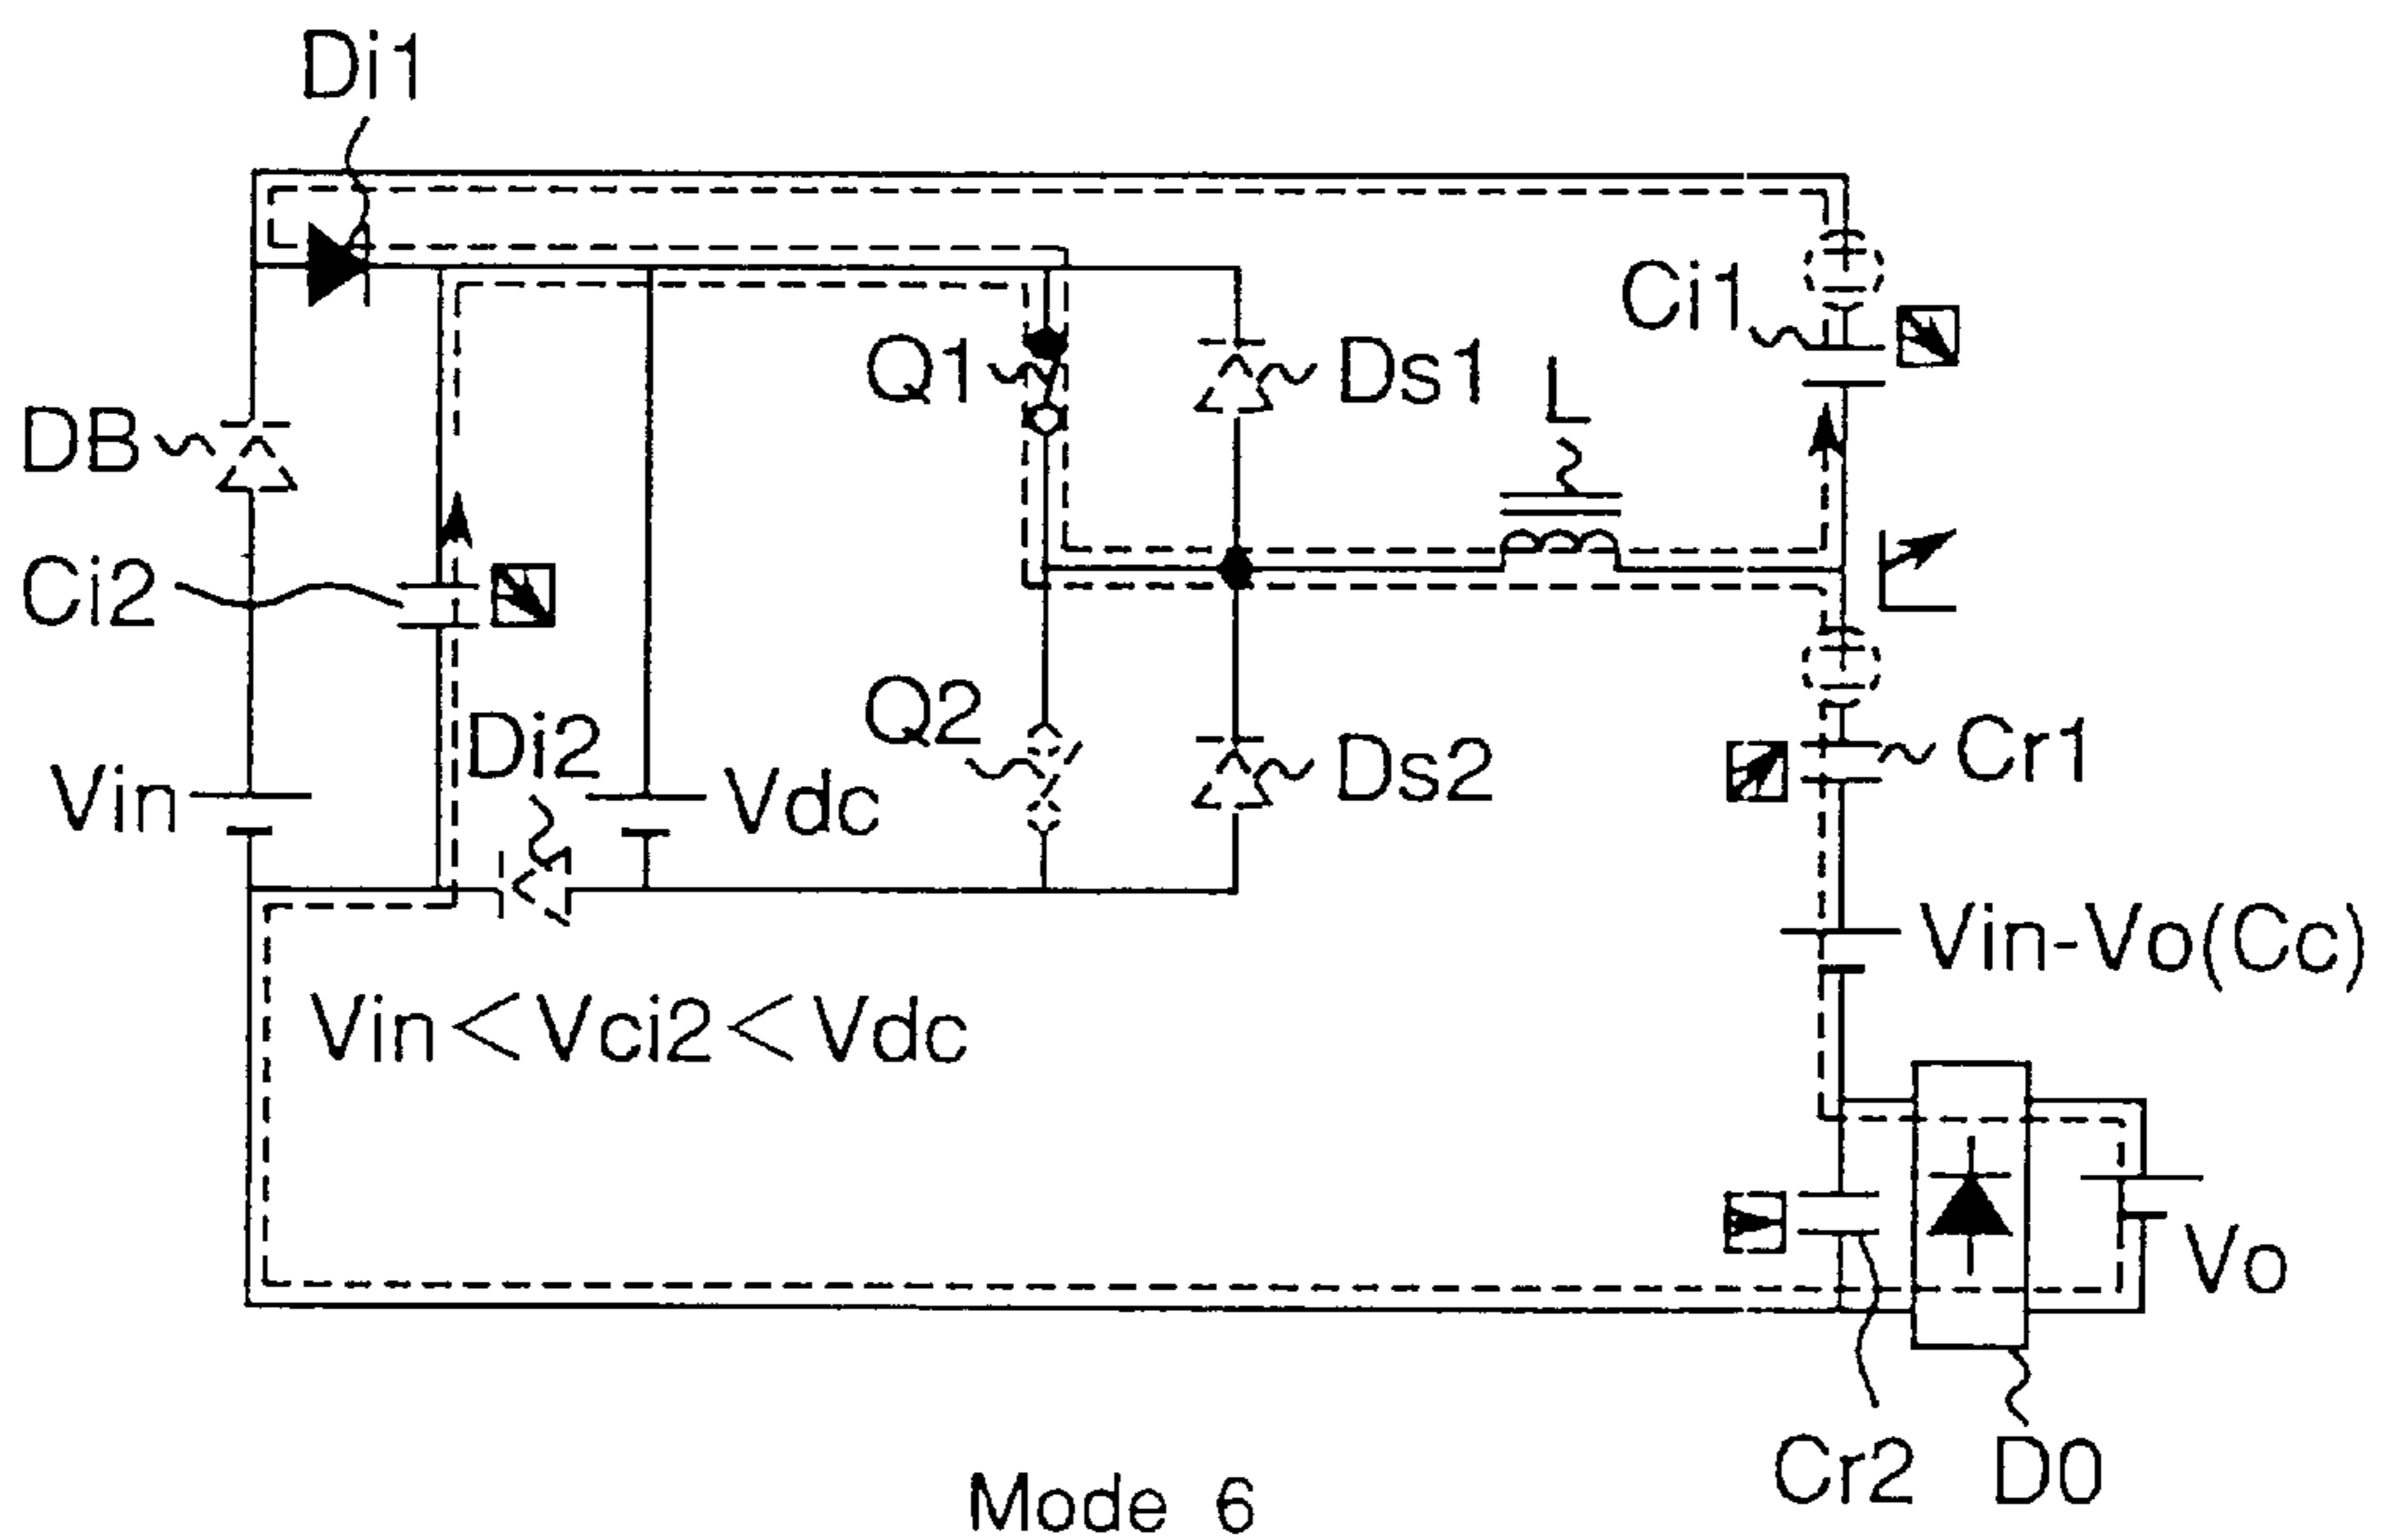 Di1
Ci1
Q1
Ds1
L
DB
Ci2
Q2
Di2
Ds2
Cr1
Vin
Vdc
Vin-Vo(Cc)
Vin<Vci2<Vdc
Vo
Cr2
D0
Mode 6